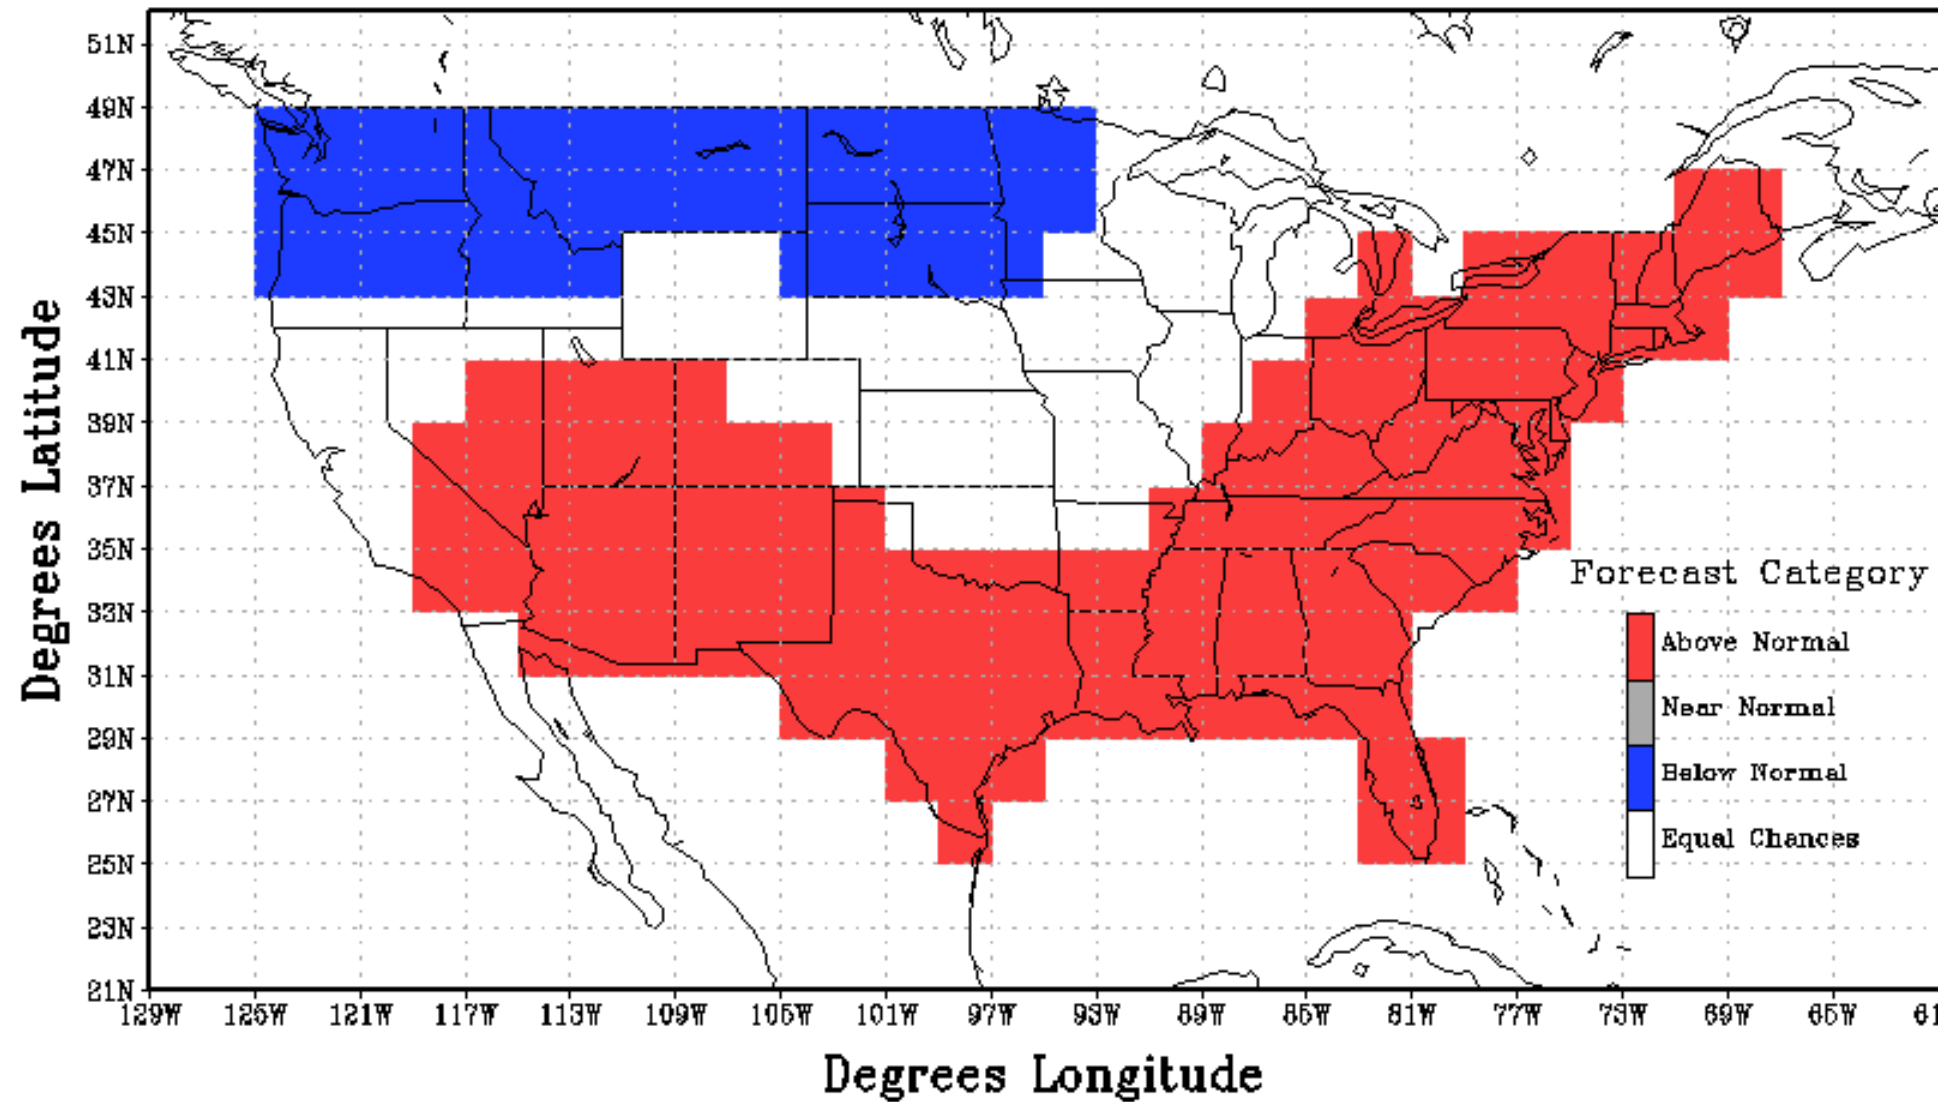 51N
49N
47N
45N
43N
41N
39N
37N
35N
33N
31N
29N
27N
25N
23N
21N
Degrees Latitude
129W 125W 121W 117W 113W 109W 105W 101W 97W 93W 89W 85W 81W 77W 73W 69W 65W 61
Degrees Longitude
Forecast Category
Above Normal
Near Normal
Below Normal
Equal Chances